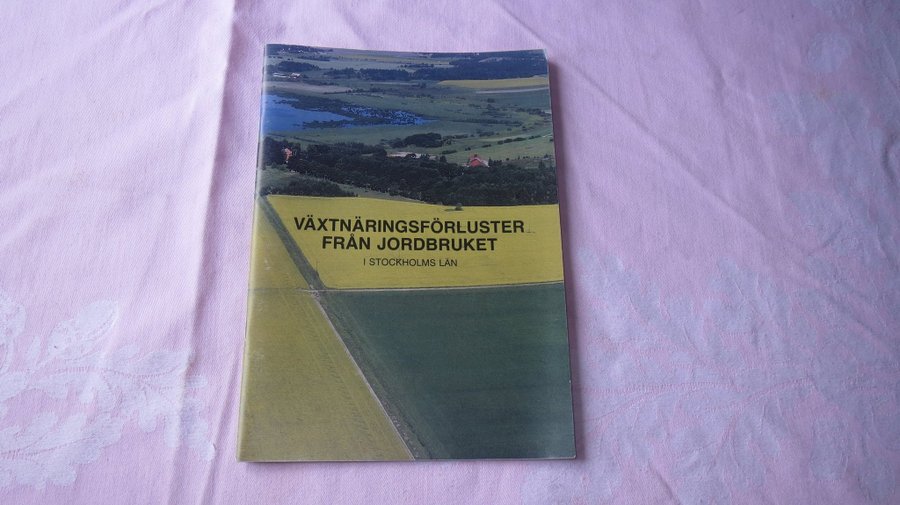 VÄXTNÄRINGSFÖRLUSTER
FRÅN JORDBRUKET
I STOCKHOLMS LÄN